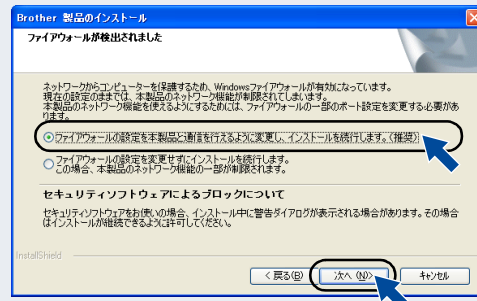 Brother 製品のインストール
ファイアウォールが検出されました
ネットワークからコンピューターを保護するため、Windowsファイアウォールが有効になっています。
現在の設定のままでは、本製品のネットワーク機能が制限されてしまいます。
本製品のネットワーク機能を使えるようにするためには、ファイアウォールの一部のポート設定を変更する必要があ
ります。
ファイアウォールの設定を本製品と通信を行えるように変更し、インストールを続行します。(推奨)
ファイアウォールの設定を変更せずにインストールを続行します。
この場合、本製品のネットワーク機能の一部が制限されます。
セキュリティソフトウェアによるブロックについて
セキュリティソフトウェアをお使いの場合、インストール中に警告ダイアログが表示される場合があります。その場合
はインストールが継続できるように許可してください。
InstallShield
< 戻る(B) 次へ (N)> キャンセル